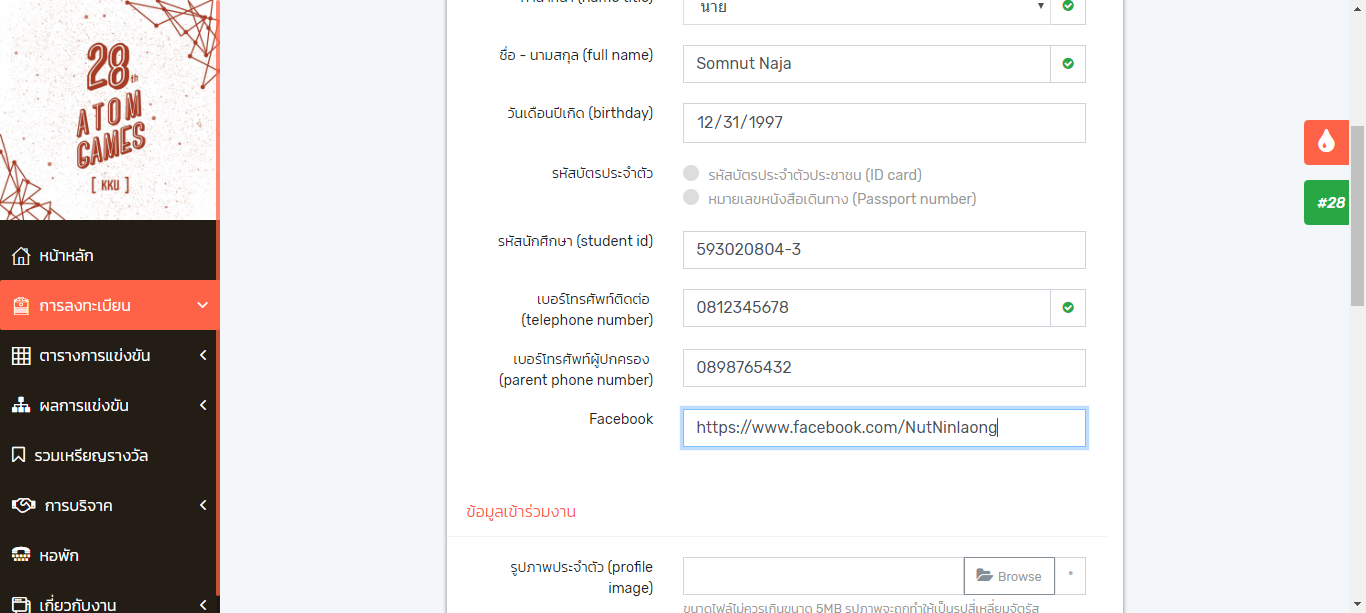 28th
ATOM
GAMES
[ KKU ]
หน้าหลัก
การลงทะเบียน
ตารางการแข่งขัน
ผลการแข่งขัน
รวมเหรียญรางวัล
การบริจาค
หอพัก
เกี่ยวกับงาน
คำนำหน้า (name title)
นาย
ชื่อ - นามสกุล (full name)
Somnut Naja
วันเดือนปีเกิด (birthday)
12/31/1997
รหัสบัตรประจำตัว
รหัสบัตรประจำตัวประชาชน (ID card)
หมายเลขหนังสือเดินทาง (Passport number)
รหัสนักศึกษา (student id)
593020804-3
เบอร์โทรศัพท์ติดต่อ
(telephone number)
0812345678
เบอร์โทรศัพท์ผู้ปกครอง
(parent phone number)
0898765432
Facebook
https://www.facebook.com/NutNinlaong
ข้อมูลเข้าร่วมงาน
รูปภาพประจำตัว (profile
image)
Browse
*
ขนาดไฟล์ไม่ควรเกินขนาด 5MB รูปภาพจะถูกทำให้เป็นรูปสี่เหลี่ยมจัตุรัส
#28